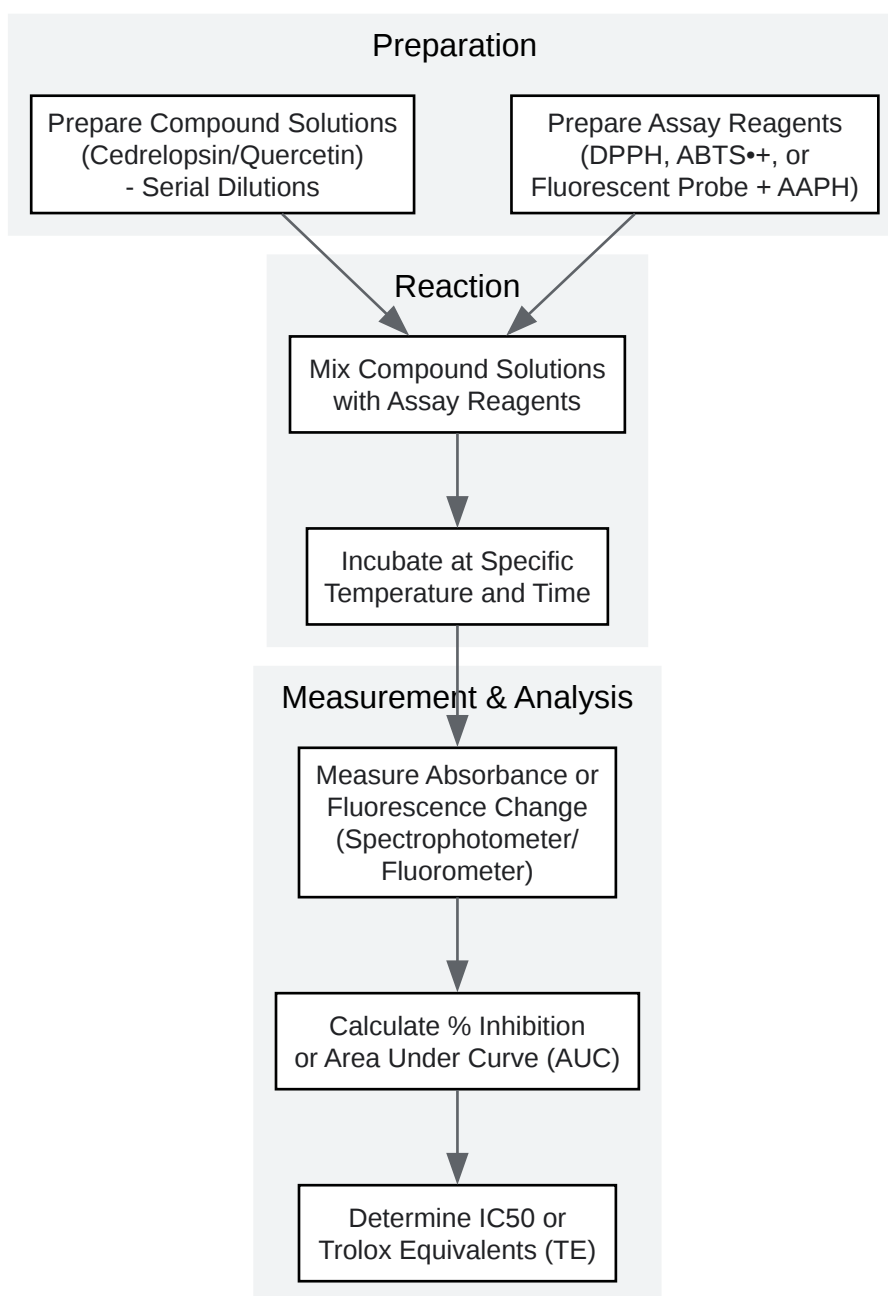 Preparation
Prepare Compound Solutions
(Cedrelopsin/Quercetin)
- Serial Dilutions
Prepare Assay Reagents
(DPPH, ABTS•+, or
Fluorescent Probe + AAPH)
Reaction
Mix Compound Solutions
with Assay Reagents
Incubate at Specific
Temperature and Time
Measurement & Analysis
Measure Absorbance or
Fluorescence Change
(Spectrophotometer/
Fluorometer)
Calculate % Inhibition
or Area Under Curve (AUC)
Determine IC50 or
Trolox Equivalents (TE)